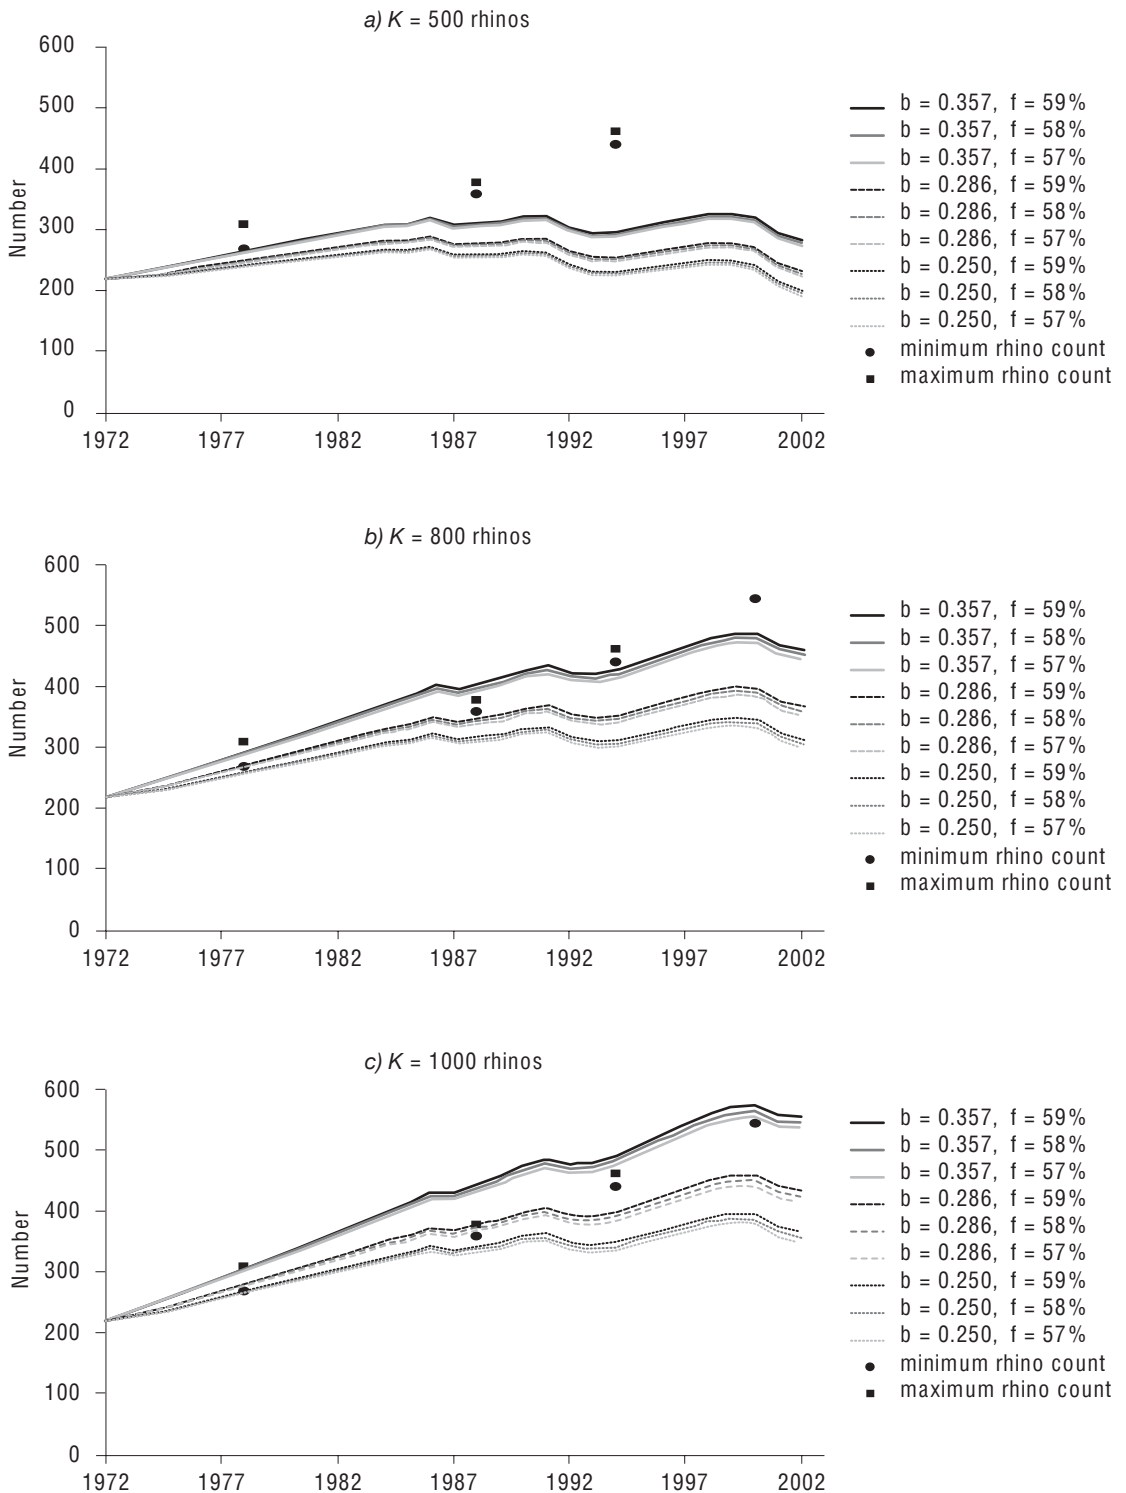 a) K = 500 rhinos
600
500
400
300
200
100
0
Number
1972 1977 1982 1987 1992 1997 2002
b = 0.357, f = 59%
b = 0.357, f = 58%
b = 0.357, f = 57%
b = 0.286, f = 59%
b = 0.286, f = 58%
b = 0.286, f = 57%
b = 0.250, f = 59%
b = 0.250, f = 58%
b = 0.250, f = 57%
minimum rhino count
maximum rhino count
b) K = 800 rhinos
600
500
400
300
200
100
0
Number
1972 1977 1982 1987 1992 1997 2002
b = 0.357, f = 59%
b = 0.357, f = 58%
b = 0.357, f = 57%
b = 0.286, f = 59%
b = 0.286, f = 58%
b = 0.286, f = 57%
b = 0.250, f = 59%
b = 0.250, f = 58%
b = 0.250, f = 57%
minimum rhino count
maximum rhino count
c) K = 1000 rhinos
600
500
400
300
200
100
0
Number
1972 1977 1982 1987 1992 1997 2002
b = 0.357, f = 59%
b = 0.357, f = 58%
b = 0.357, f = 57%
b = 0.286, f = 59%
b = 0.286, f = 58%
b = 0.286, f = 57%
b = 0.250, f = 59%
b = 0.250, f = 58%
b = 0.250, f = 57%
minimum rhino count
maximum rhino count